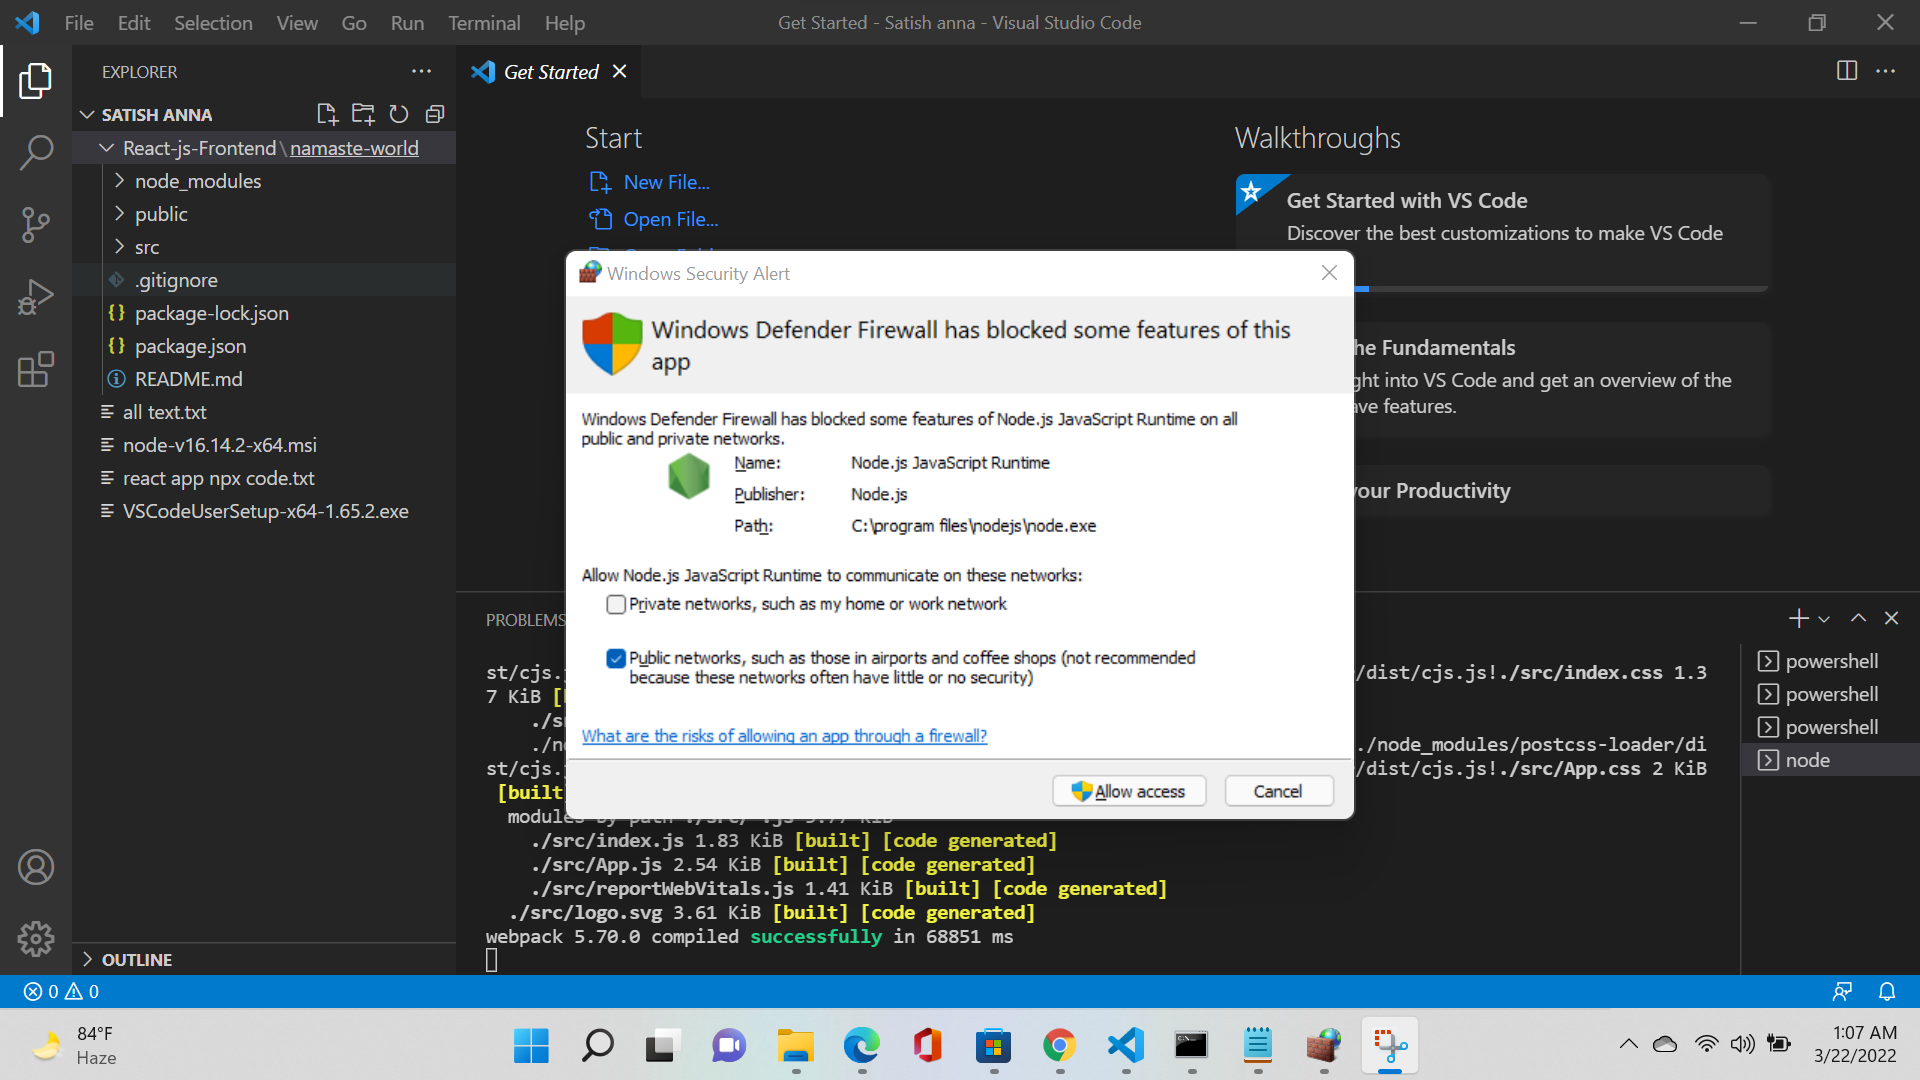 File Edit Selection View Go Run Terminal Help
Get Started - Satish anna - Visual Studio Code
EXPLORER
SATISH ANNA
React-js-Frontend\namaste-world
node_modules
public
src
.gitignore
package-lock.json
package.json
README.md
all text.txt
node-v16.14.2-x64.msi
react app npx code.txt
VSCodeUserSetup-x64-1.65.2.exe
OUTLINE
Get Started
Start
New File...
Open File...
Walkthroughs
Get Started with VS Code
Discover the best customizations to make VS Code
he Fundamentals
ght into VS Code and get an overview of the
ave features.
our Productivity
Windows Security Alert
Windows Defender Firewall has blocked some features of this
app
Windows Defender Firewall has blocked some features of Node.js JavaScript Runtime on all
public and private networks.
Name: Node.js JavaScript Runtime
Publisher: Node.js
Path: C:\program files\nodejs\node.exe
Allow Node.js JavaScript Runtime to communicate on these networks:
Private networks, such as my home or work network
Public networks, such as those in airports and coffee shops (not recommended
because these networks often have little or no security)
What are the risks of allowing an app through a firewall?
Allow access Cancel
PROBLEMS
st/cjs. /dist/cjs.js!./src/index.css 1.3
7 KiB [
./s
./n ./node_modules/postcss-loader/di
st/cjs. /dist/cjs.js!./src/App.css 2 KiB
[built
modules by path ./src/*.js 5.77 KiB
./src/index.js 1.83 KiB [built] [code generated]
./src/App.js 2.54 KiB [built] [code generated]
./src/reportWebVitals.js 1.41 KiB [built] [code generated]
./src/logo.svg 3.61 KiB [built] [code generated]
webpack 5.70.0 compiled successfully in 68851 ms
powershell
powershell
powershell
node
0 0
84°F
Haze
1:07 AM
3/22/2022